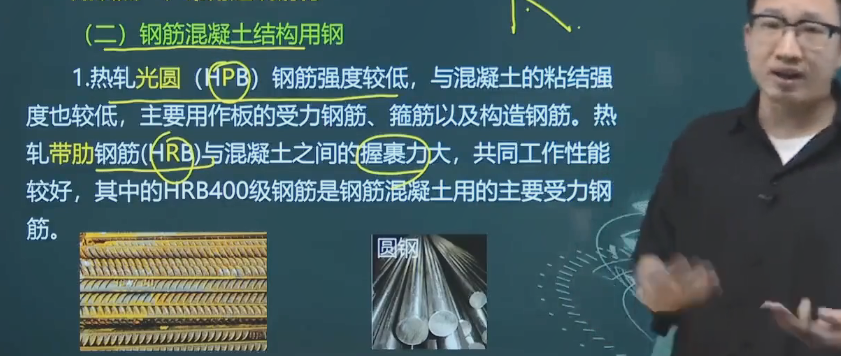 （二）钢筋混凝土结构用钢
1.热轧光圆（HPB）钢筋强度较低，与混凝土的粘结强
度也较低，主要用作板的受力钢筋、箍筋以及构造钢筋。热
轧带肋钢筋(HRB)与混凝土之间的握裹力大，共同工作性能
较好，其中的HRB400级钢筋是钢筋混凝土用的主要受力钢
筋。
圆钢